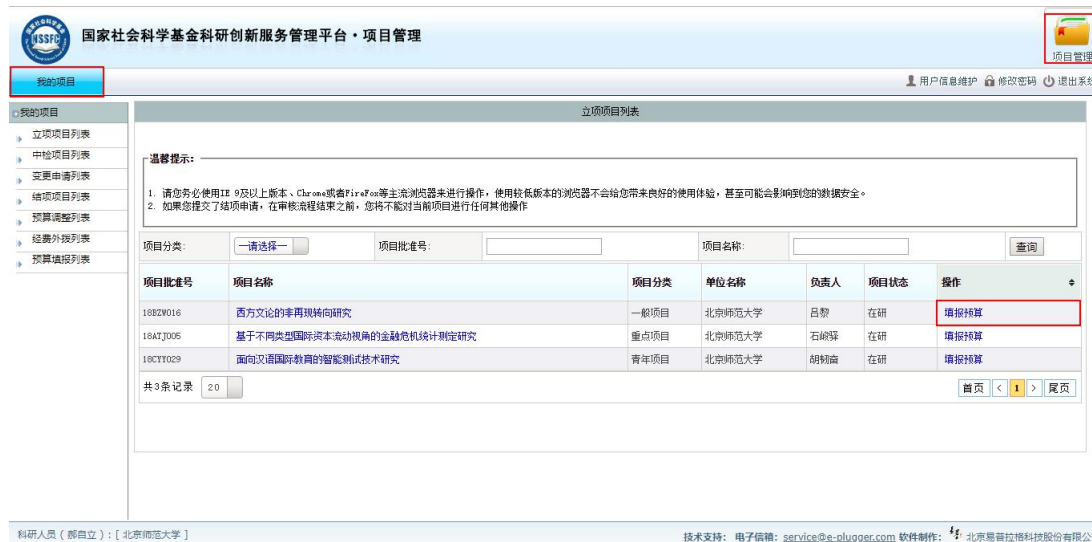 NSSFC
国家社会科学基金科研创新服务管理平台·项目管理
项目管理
我的项目
用户信息维护 修改密码 退出系统
我的项目
立项项目列表
中检项目列表
变更申请列表
结项项目列表
预算调整列表
经费外拨列表
预算填报列表
立项项目列表
温馨提示：
1. 请您务必使用IE 9及以上版本、Chrome或者FireFox等主流浏览器来进行操作，使用较低版本的浏览器不会给您带来良好的使用体验，甚至可能会影响到您的数据安全。
2. 如果您提交了结项申请，在审核流程结束之前，您将不能对当前项目进行任何其他操作
项目分类： 一请选择一 项目批准号： 项目名称： 查询
项目批准号 项目名称 项目分类 单位名称 负责人 项目状态 操作
18BZW016 西方文论的非再现转向研究 一般项目 北京师范大学 吕黎 在研 填报预算
18ATJ005 基于不同类型国际资本流动视角的金融危机统计测定研究 重点项目 北京师范大学 石峻驿 在研 填报预算
18CYY029 面向汉语国际教育的智能测试技术研究 青年项目 北京师范大学 胡韧奋 在研 填报预算
共3条记录 20 首页 < 1 > 尾页
科研人员（郝自立）：[ 北京师范大学 ] 技术支持： 电子信箱：service@e-plugger.com 软件制作： 北京易普拉格科技股份有限公